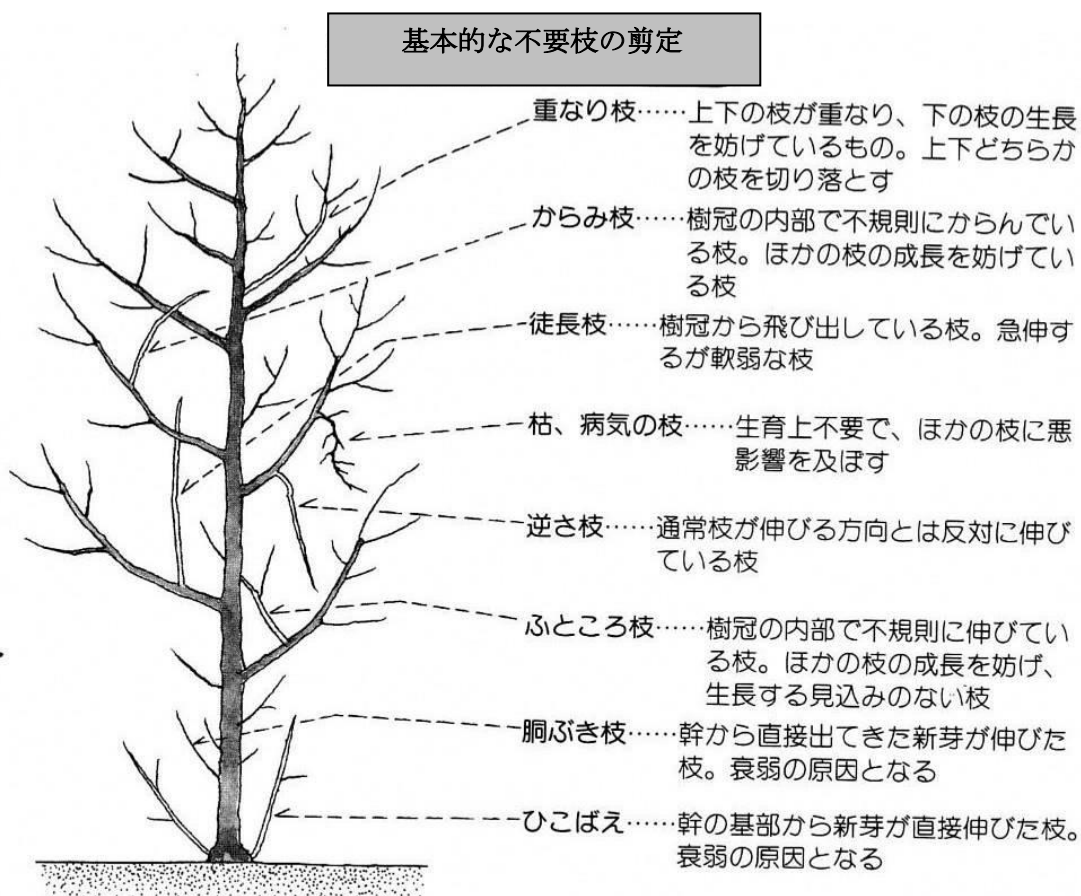 基本的な不要枝の剪定
重なり枝……上下の枝が重なり、下の枝の生長
を妨げているもの。上下どちらか
の枝を切り落とす
からみ枝……樹冠の内部で不規則にからんでい
る枝。ほかの枝の成長を妨げてい
る枝
徒長枝……樹冠から飛び出している枝。急伸す
るが軟弱な枝
枯、病気の枝……生育上不要で、ほかの枝に悪
影響を及ぼす
逆さ枝……通常枝が伸びる方向とは反対に伸び
ている枝
ふところ枝……樹冠の内部で不規則に伸びてい
る枝。ほかの枝の成長を妨げ、
生長する見込みのない枝
胴ぶき枝……幹から直接出てきた新芽が伸びた
枝。衰弱の原因となる
ひこばえ……幹の基部から新芽が直接伸びた枝。
衰弱の原因となる